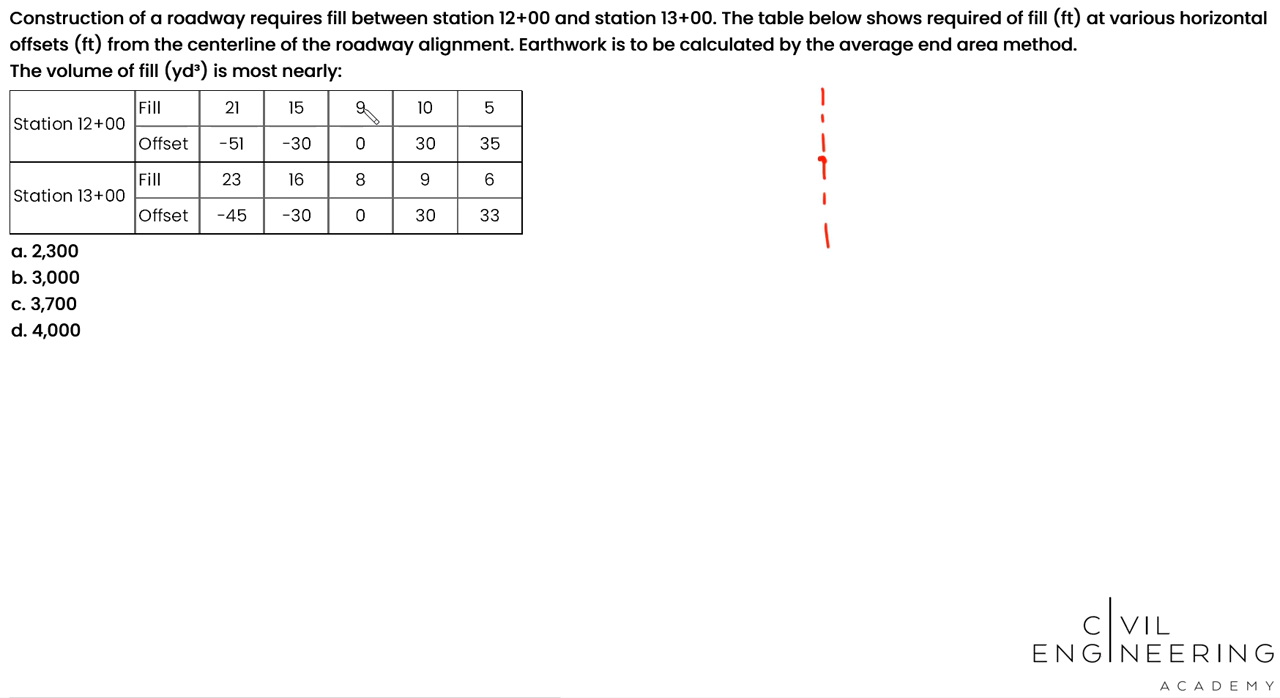 Construction of a roadway requires fill between station 12+00 and station 13+00. The table below shows required of fill (ft) at various horizontal
offsets (ft) from the centerline of the roadway alignment. Earthwork is to be calculated by the average end area method.
The volume of fill (yd³) is most nearly:
Station 12+00 Fill 21 15 9 10 5
Offset -51 -30 0 30 35
Station 13+00 Fill 23 16 8 9 6
Offset -45 -30 0 30 33
a. 2,300
b. 3,000
c. 3,700
d. 4,000
CIVIL
ENGINEERING
ACADEMY